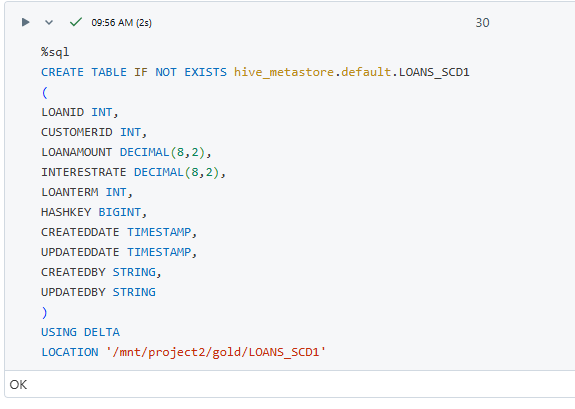 09:56 AM (2s)
30
%sql
CREATE TABLE IF NOT EXISTS hive_metastore.default.LOANS_SCD1
(
LOANID INT,
CUSTOMERID INT,
LOANAMOUNT DECIMAL(8,2),
INTERESTRATE DECIMAL(8,2),
LOANTERM INT,
HASHKEY BIGINT,
CREATEDDATE TIMESTAMP,
UPDATEDDATE TIMESTAMP,
CREATEDBY STRING,
UPDATEDBY STRING
)
USING DELTA
LOCATION '/mnt/project2/gold/LOANS_SCD1'
OK